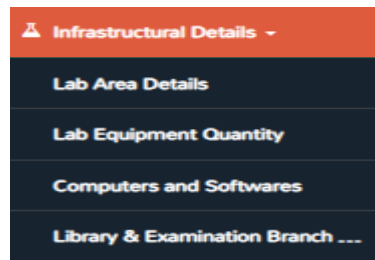 Infrastructural Details
Lab Area Details
Lab Equipment Quantity
Computers and Softwares
Library & Examination Branch ...